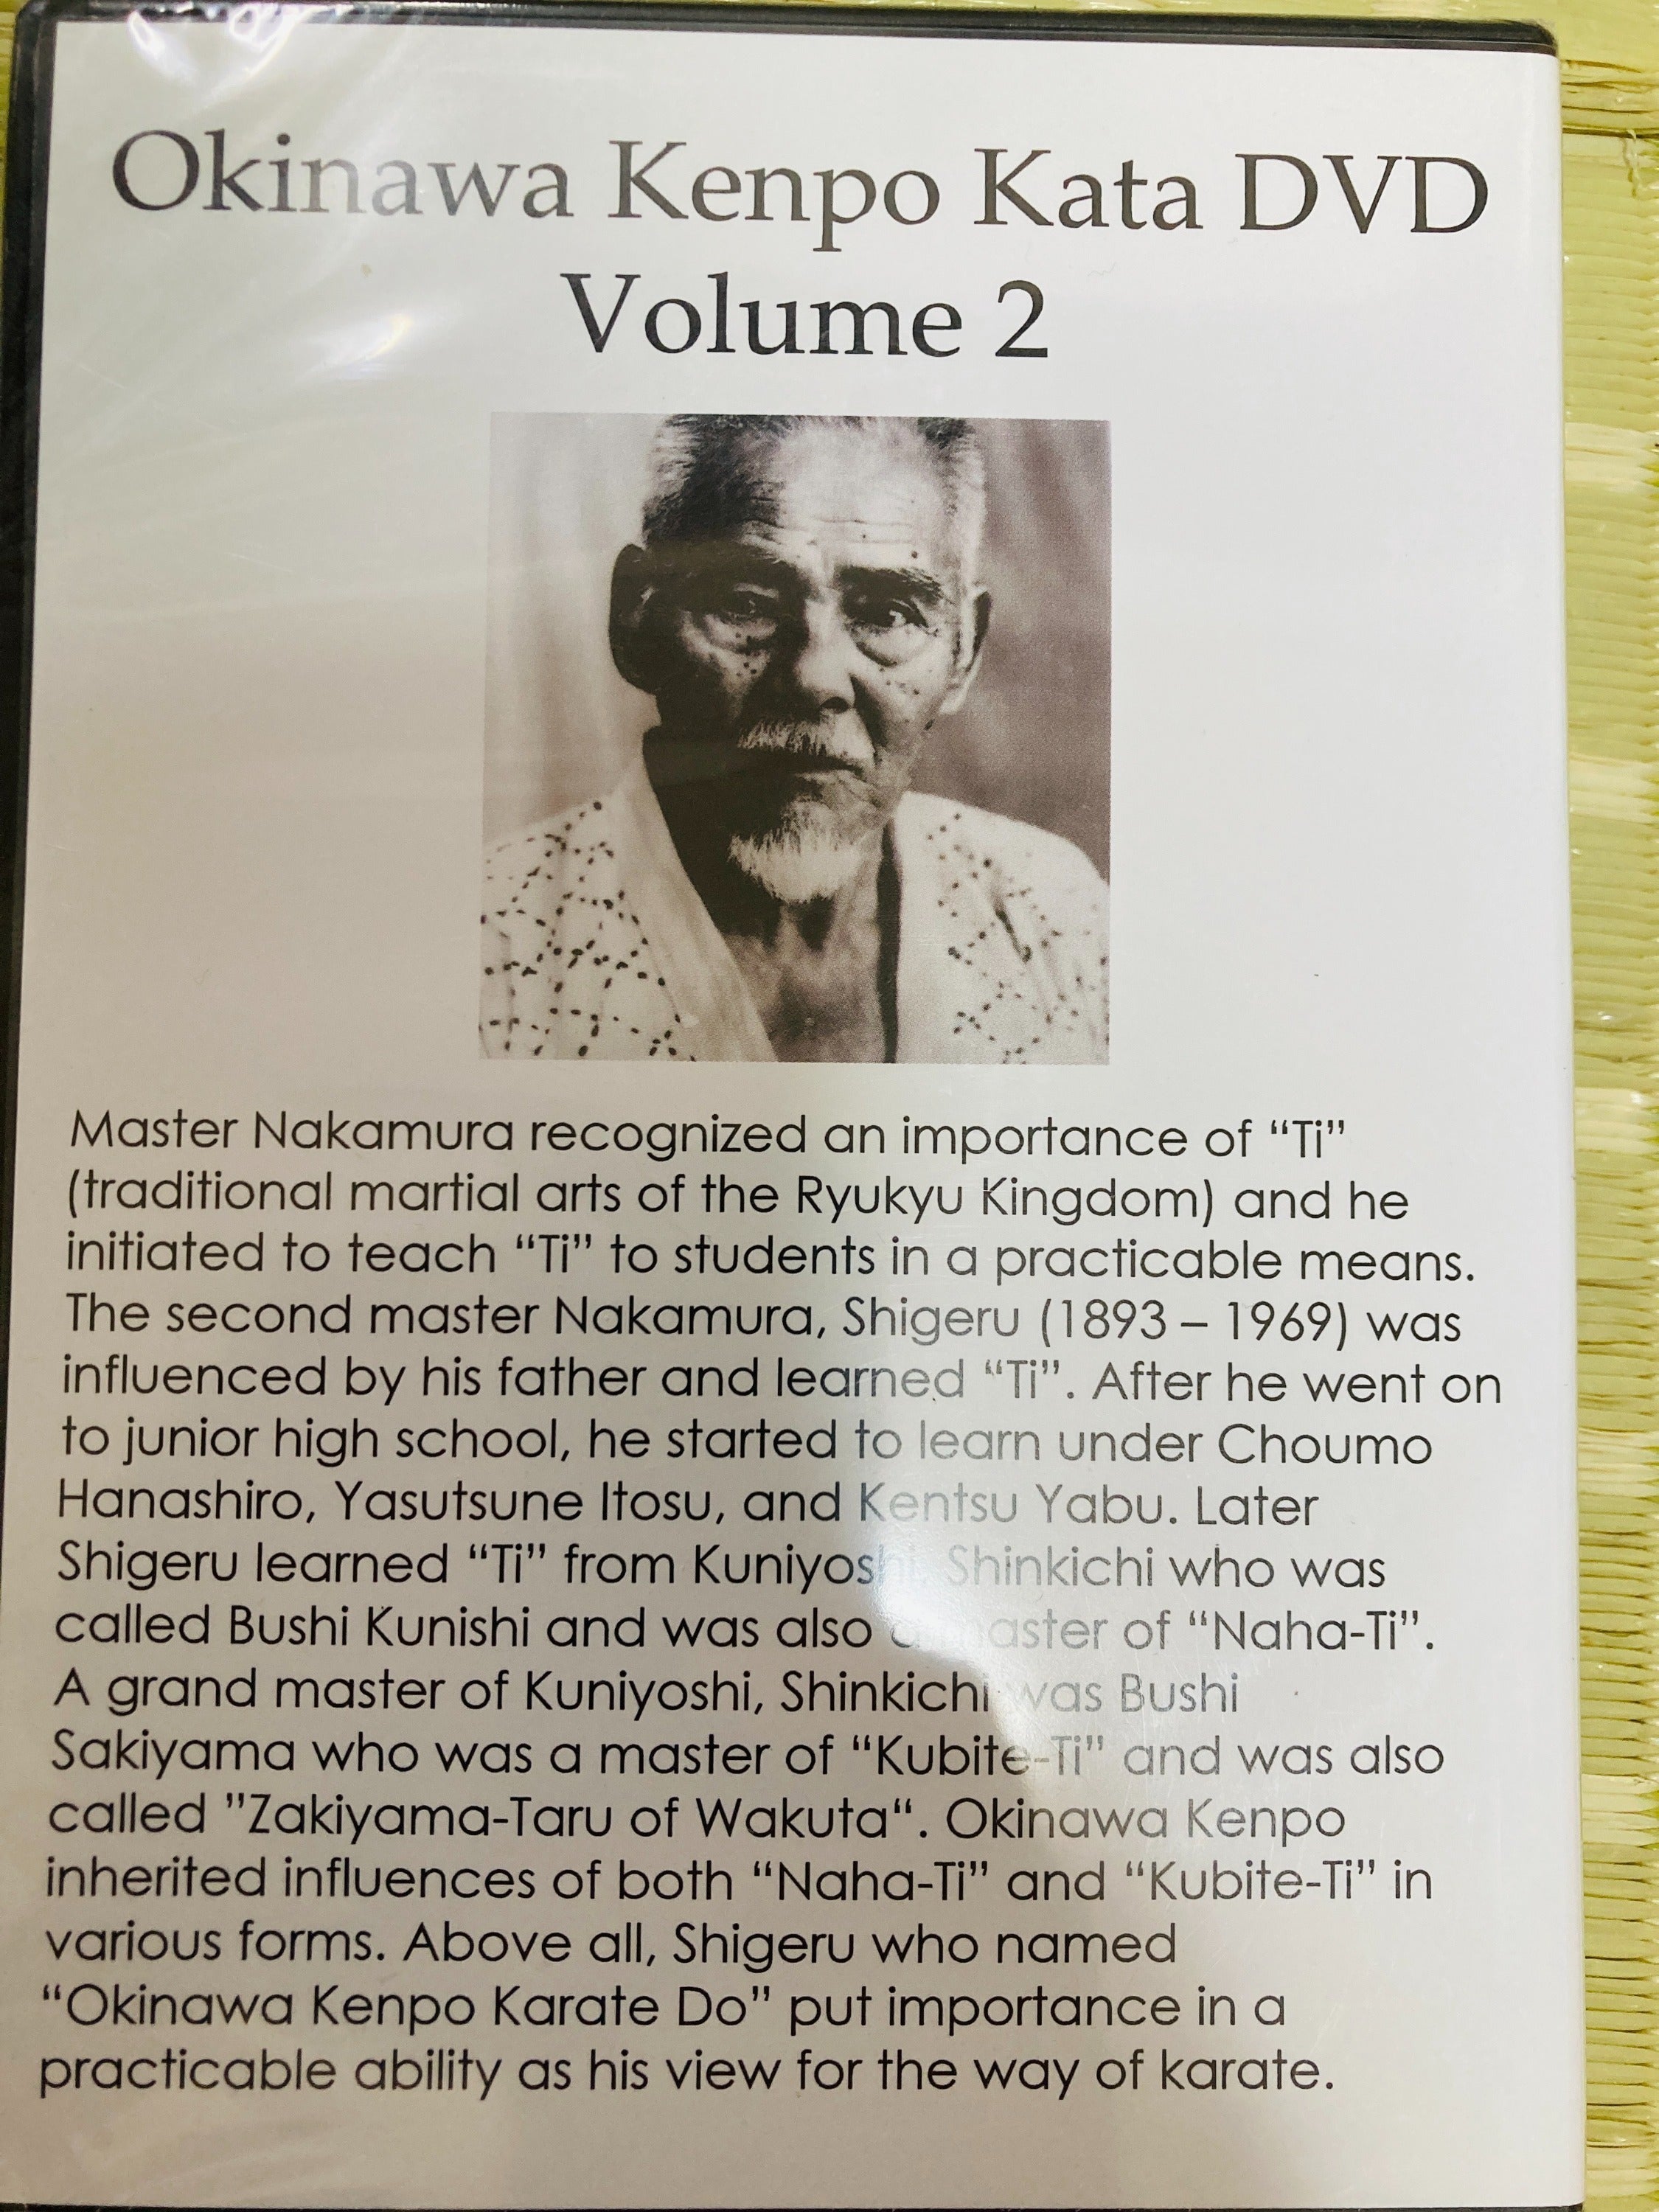 Okinawa Kenpo Kata DVD
Volume 2
Master Nakamura recognized an importance of “Ti”
(traditional martial arts of the Ryukyu Kingdom) and he
initiated to teach “Ti” to students in a practicable means.
The second master Nakamura, Shigeru (1893 – 1969) was
influenced by his father and learned “Ti”. After he went on
to junior high school, he started to learn under Choumo
Hanashiro, Yasutsune Itosu, and Kentsu Yabu. Later
Shigeru learned “Ti” from Kuniyoshi, Shinkichi who was
called Bushi Kunishi and was also a master of “Naha-Ti”.
A grand master of Kuniyoshi, Shinkichi was Bushi
Sakiyama who was a master of “Kubite-Ti” and was also
called ”Zakiyama-Taru of Wakuta“. Okinawa Kenpo
inherited influences of both “Naha-Ti” and “Kubite-Ti” in
various forms. Above all, Shigeru who named
“Okinawa Kenpo Karate Do” put importance in a
practicable ability as his view for the way of karate.